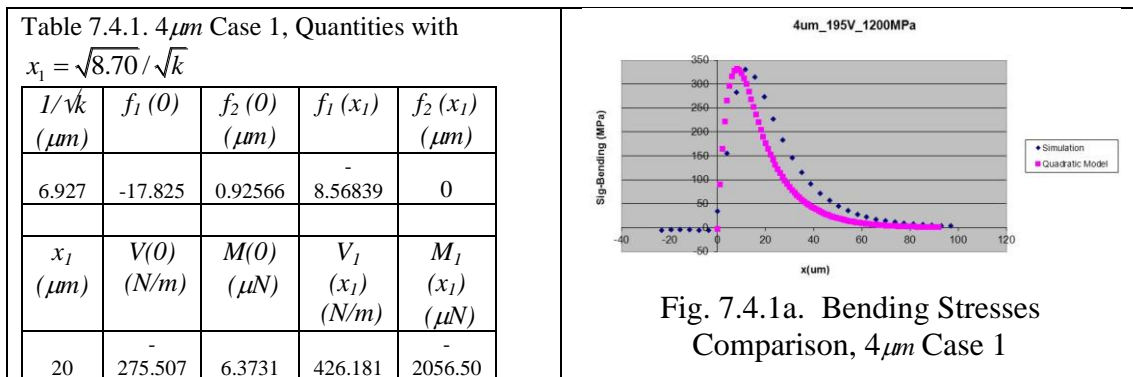 Table 7.4.1. 4μm Case 1, Quantities with
x₁ = √8.70 / √k
1/√k (μm) f₁ (0) f₂ (0) (μm) f₁ (x₁) f₂ (x₁) (μm)
6.927 -17.825 0.92566 -8.56839 0
x₁ (μm) V(0) (N/m) M(0) (μN) V₁ (x₁) (N/m) M₁ (x₁) (μN)
20 -275.507 6.3731 426.181 -2056.50
4um_195V_1200MPa
Sig-Bending (MPa)
350
300
250
200
150
100
50
0
-50
-40 -20 0 20 40 60 80 100 120
x(um)
Simulation
Quadratic Model
Fig. 7.4.1a. Bending Stresses
Comparison, 4μm Case 1